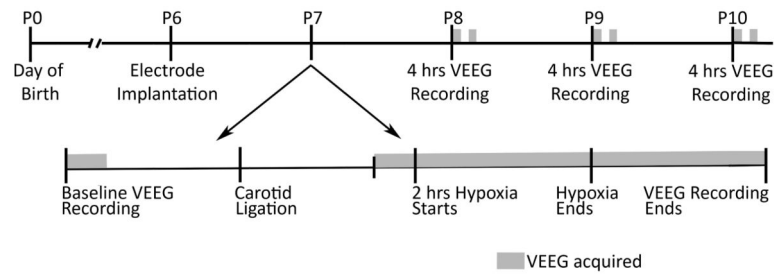 P0 P6 P7 P8 P9 P10
Day of Birth
Electrode Implantation
4 hrs VEEG Recording
4 hrs VEEG Recording
4 hrs VEEG Recording
Baseline VEEG Recording
Carotid Ligation
2 hrs Hypoxia Starts
Hypoxia Ends
VEEG Recording Ends
VEEG acquired